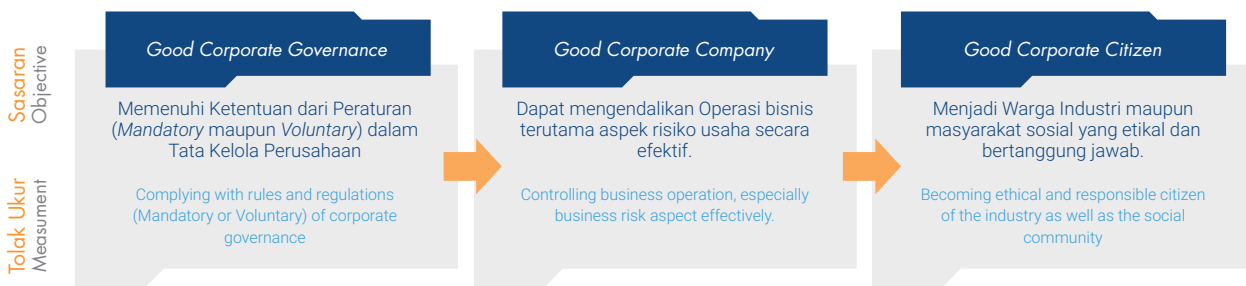 Sasaran
Objective
Tolak Ukur
Measument
Good Corporate Governance
Memenuhi Ketentuan dari Peraturan
(Mandatory maupun Voluntary) dalam
Tata Kelola Perusahaan
Complying with rules and regulations
(Mandatory or Voluntary) of corporate
governance
Good Corporate Company
Dapat mengendalikan Operasi bisnis
terutama aspek risiko usaha secara
efektif.
Controlling business operation, especially
business risk aspect effectively.
Good Corporate Citizen
Menjadi Warga Industri maupun
masyarakat sosial yang etikal dan
bertanggung jawab.
Becoming ethical and responsible citizen
of the industry as well as the social
community